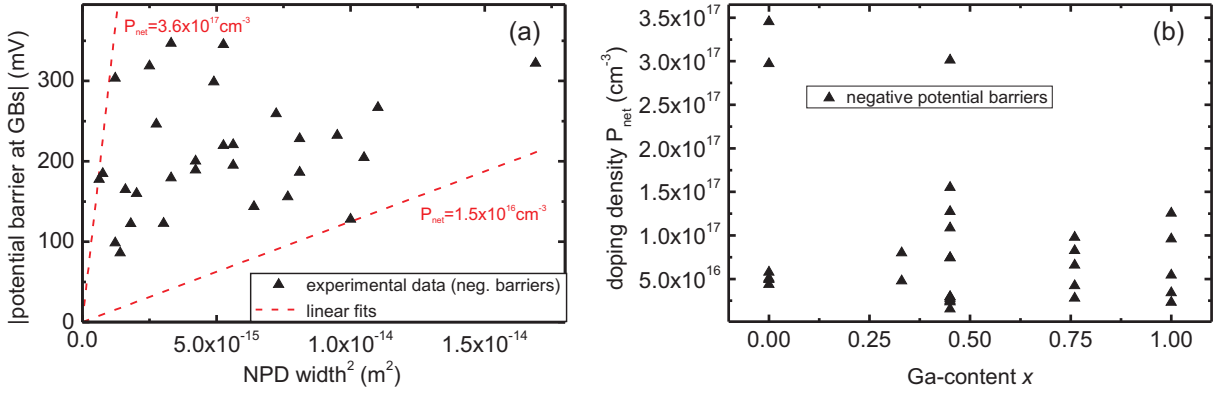 (a)
P_net=3.6x10^17cm^-3
400
300
200
100
0
|potential barrier at GBs| (mV)
P_net=1.5x10^16cm^-3
experimental data (neg. barriers)
linear fits
0.0 5.0x10^-15 1.0x10^-14 1.5x10^-14
NPD width^2 (m^2)
(b)
3.5x10^17
3.0x10^17
2.5x10^17
2.0x10^17
1.5x10^17
1.0x10^17
5.0x10^16
doping density P_net (cm^-3)
negative potential barriers
0.00 0.25 0.50 0.75 1.00
Ga-content x